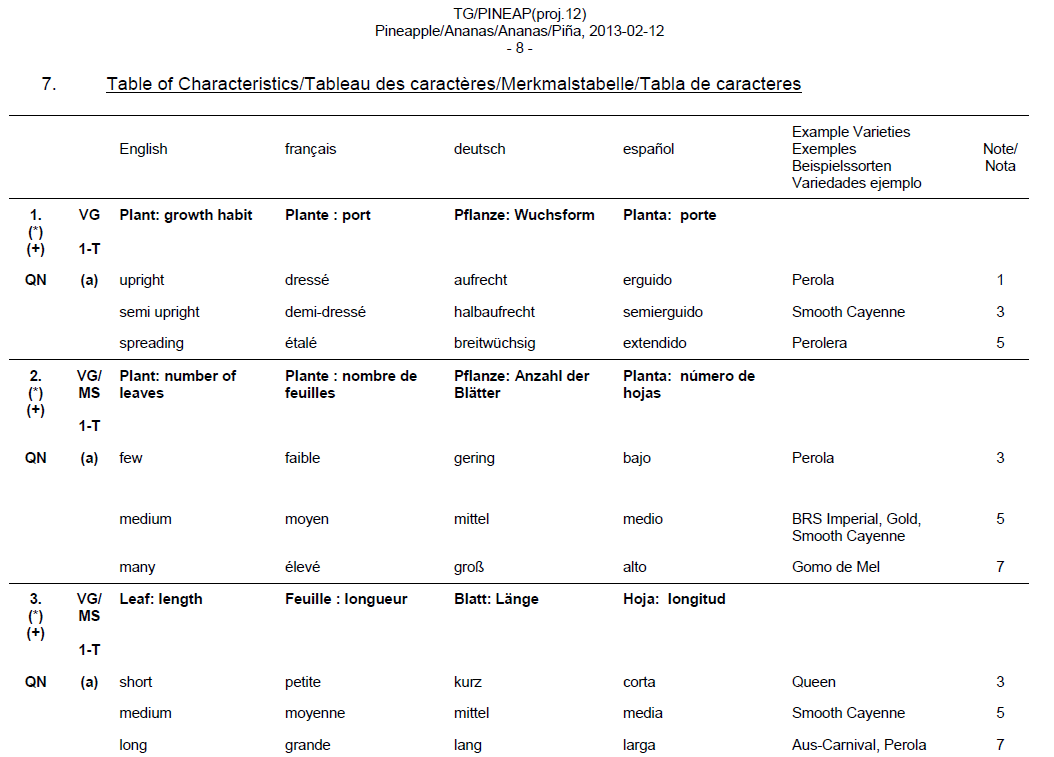 TG/PINEAP(proj.12)
Pineapple/Ananas/Ananas/Piña, 2013-02-12
- 8 -
7. Table of Characteristics/Tableau des caractères/Merkmalstabelle/Tabla de caracteres
English français deutsch español Example Varieties Exemples Beispielssorten Variedades ejemplo Note/ Nota
1. (*) (+) VG 1-T Plant: growth habit Plante : port Pflanze: Wuchsform Planta: porte
QN (a) upright dressé aufrecht erguido Perola 1
semi upright demi-dressé halbaufrecht semierguido Smooth Cayenne 3
spreading étalé breitwüchsig extendido Perolera 5
2. (*) (+) VG/ MS 1-T Plant: number of leaves Plante : nombre de feuilles Pflanze: Anzahl der Blätter Planta: número de hojas
QN (a) few faible gering bajo Perola 3
medium moyen mittel medio BRS Imperial, Gold, Smooth Cayenne 5
many élevé groß alto Gomo de Mel 7
3. (*) (+) VG/ MS 1-T Leaf: length Feuille : longueur Blatt: Länge Hoja: longitud
QN (a) short petite kurz corta Queen 3
medium moyenne mittel media Smooth Cayenne 5
long grande lang larga Aus-Carnival, Perola 7